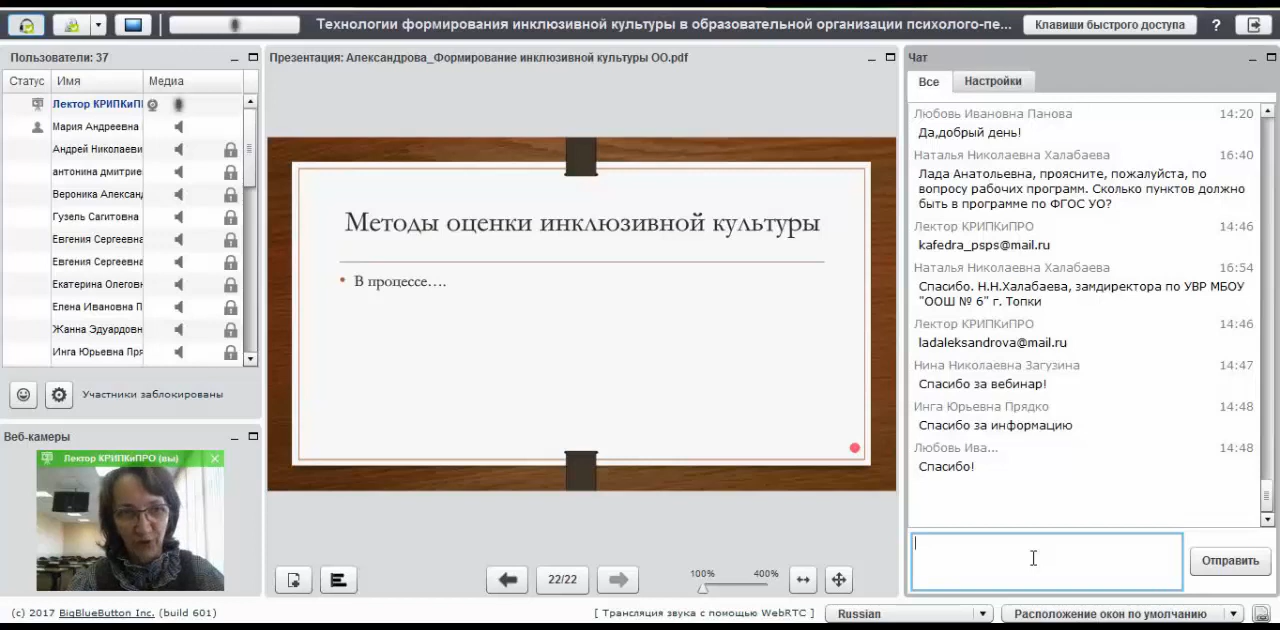 Технологии формирования инклюзивной культуры в образовательной организации психолого-пе...
Клавиши быстрого доступа
?
Пользователи: 37
Статус
Имя
Медиа
Лектор КРИПКиП
Мария Андреевна
Андрей Николаеви
антонина дмитрие
Вероника Александ
Гузель Сагитовна
Евгения Сергеевна
Евгения Сергеевна
Екатерина Олегови
Елена Ивановна П
Жанна Эдуардовн
Инга Юрьевна Пря
Участники заблокированы
Веб-камеры
Лектор КРИПКиПРО (вы)
Презентация: Александрова_Формирование инклюзивной культуры ОО.pdf
Методы оценки инклюзивной культуры
• В процессе….
22/22
100%
400%
Чат
Все
Настройки
Любовь Ивановна Панова 14:20
Да,добрый день!
Наталья Николаевна Халабаева 16:40
Лада Анатольевна, проясните, пожалуйста, по
вопросу рабочих программ. Сколько пунктов должно
быть в программе по ФГОС УО?
Лектор КРИПКиПРО 14:46
kafedra_psps@mail.ru
Наталья Николаевна Халабаева 16:54
Спасибо. Н.Н.Халабаева, замдиректора по УВР МБОУ
"ООШ № 6" г. Топки
Лектор КРИПКиПРО 14:46
ladaleksandrova@mail.ru
Нина Николаевна Загузина 14:47
Спасибо за вебинар!
Инга Юрьевна Прядко 14:48
Спасибо за информацию
Любовь Ива... 14:48
Спасибо!
Отправить
(c) 2017 BigBlueButton Inc. (build 601)
[ Трансляция звука с помощью WebRTC ]
Russian
Расположение окон по умолчанию